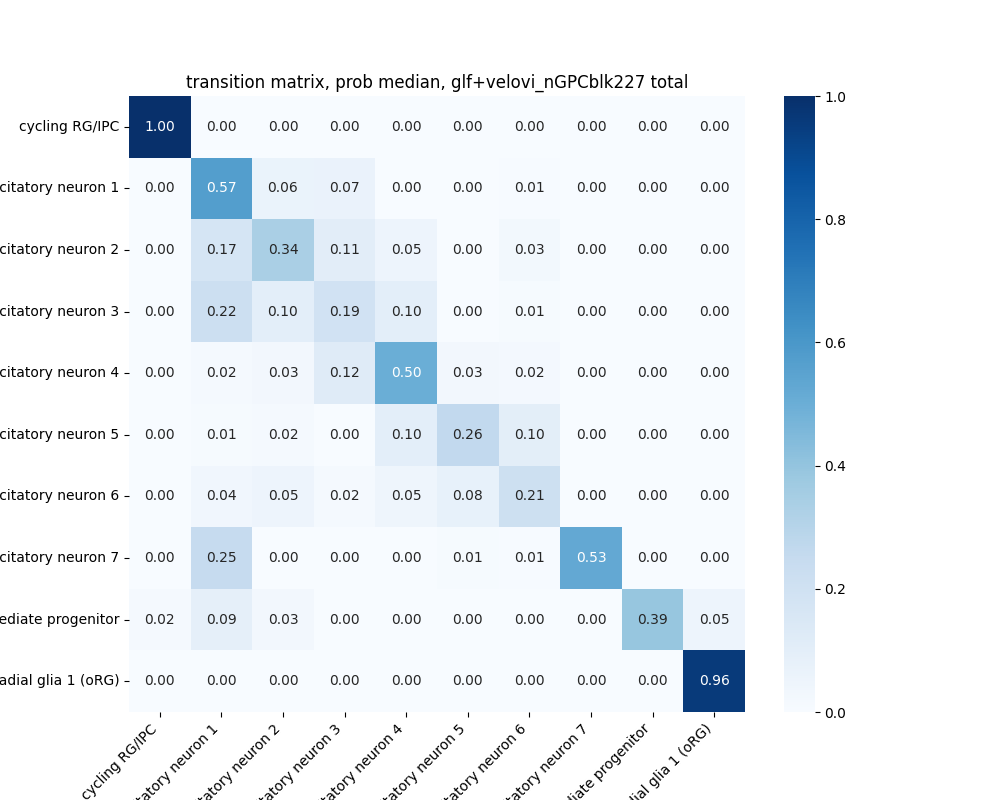 transition matrix, prob median, glf+velovi_nGPCblk227 total
cycling RG/IPC
1.00 0.00 0.00 0.00 0.00 0.00 0.00 0.00 0.00 0.00
citatory neuron 1
0.00 0.57 0.06 0.07 0.00 0.00 0.01 0.00 0.00 0.00
citatory neuron 2
0.00 0.17 0.34 0.11 0.05 0.00 0.03 0.00 0.00 0.00
citatory neuron 3
0.00 0.22 0.10 0.19 0.10 0.00 0.01 0.00 0.00 0.00
citatory neuron 4
0.00 0.02 0.03 0.12 0.50 0.03 0.02 0.00 0.00 0.00
citatory neuron 5
0.00 0.01 0.02 0.00 0.10 0.26 0.10 0.00 0.00 0.00
citatory neuron 6
0.00 0.04 0.05 0.02 0.05 0.08 0.21 0.00 0.00 0.00
citatory neuron 7
0.00 0.25 0.00 0.00 0.00 0.01 0.01 0.53 0.00 0.00
ediate progenitor
0.02 0.09 0.03 0.00 0.00 0.00 0.00 0.00 0.39 0.05
adial glia 1 (oRG)
0.00 0.00 0.00 0.00 0.00 0.00 0.00 0.00 0.00 0.96
cycling RG/IPC
tatory neuron 1
tatory neuron 2
tatory neuron 3
tatory neuron 4
tatory neuron 5
tatory neuron 6
tatory neuron 7
diate progenitor
dial glia 1 (oRG)
1.0
0.8
0.6
0.4
0.2
0.0